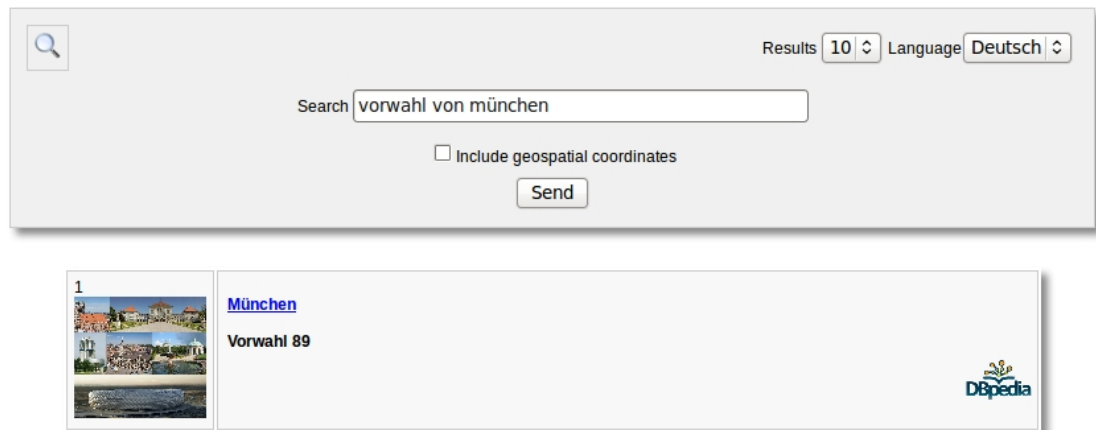 Results 10 Language Deutsch
Search vorwahl von münchen
Include geospatial coordinates
Send
1
München
Vorwahl 89
DBpedia